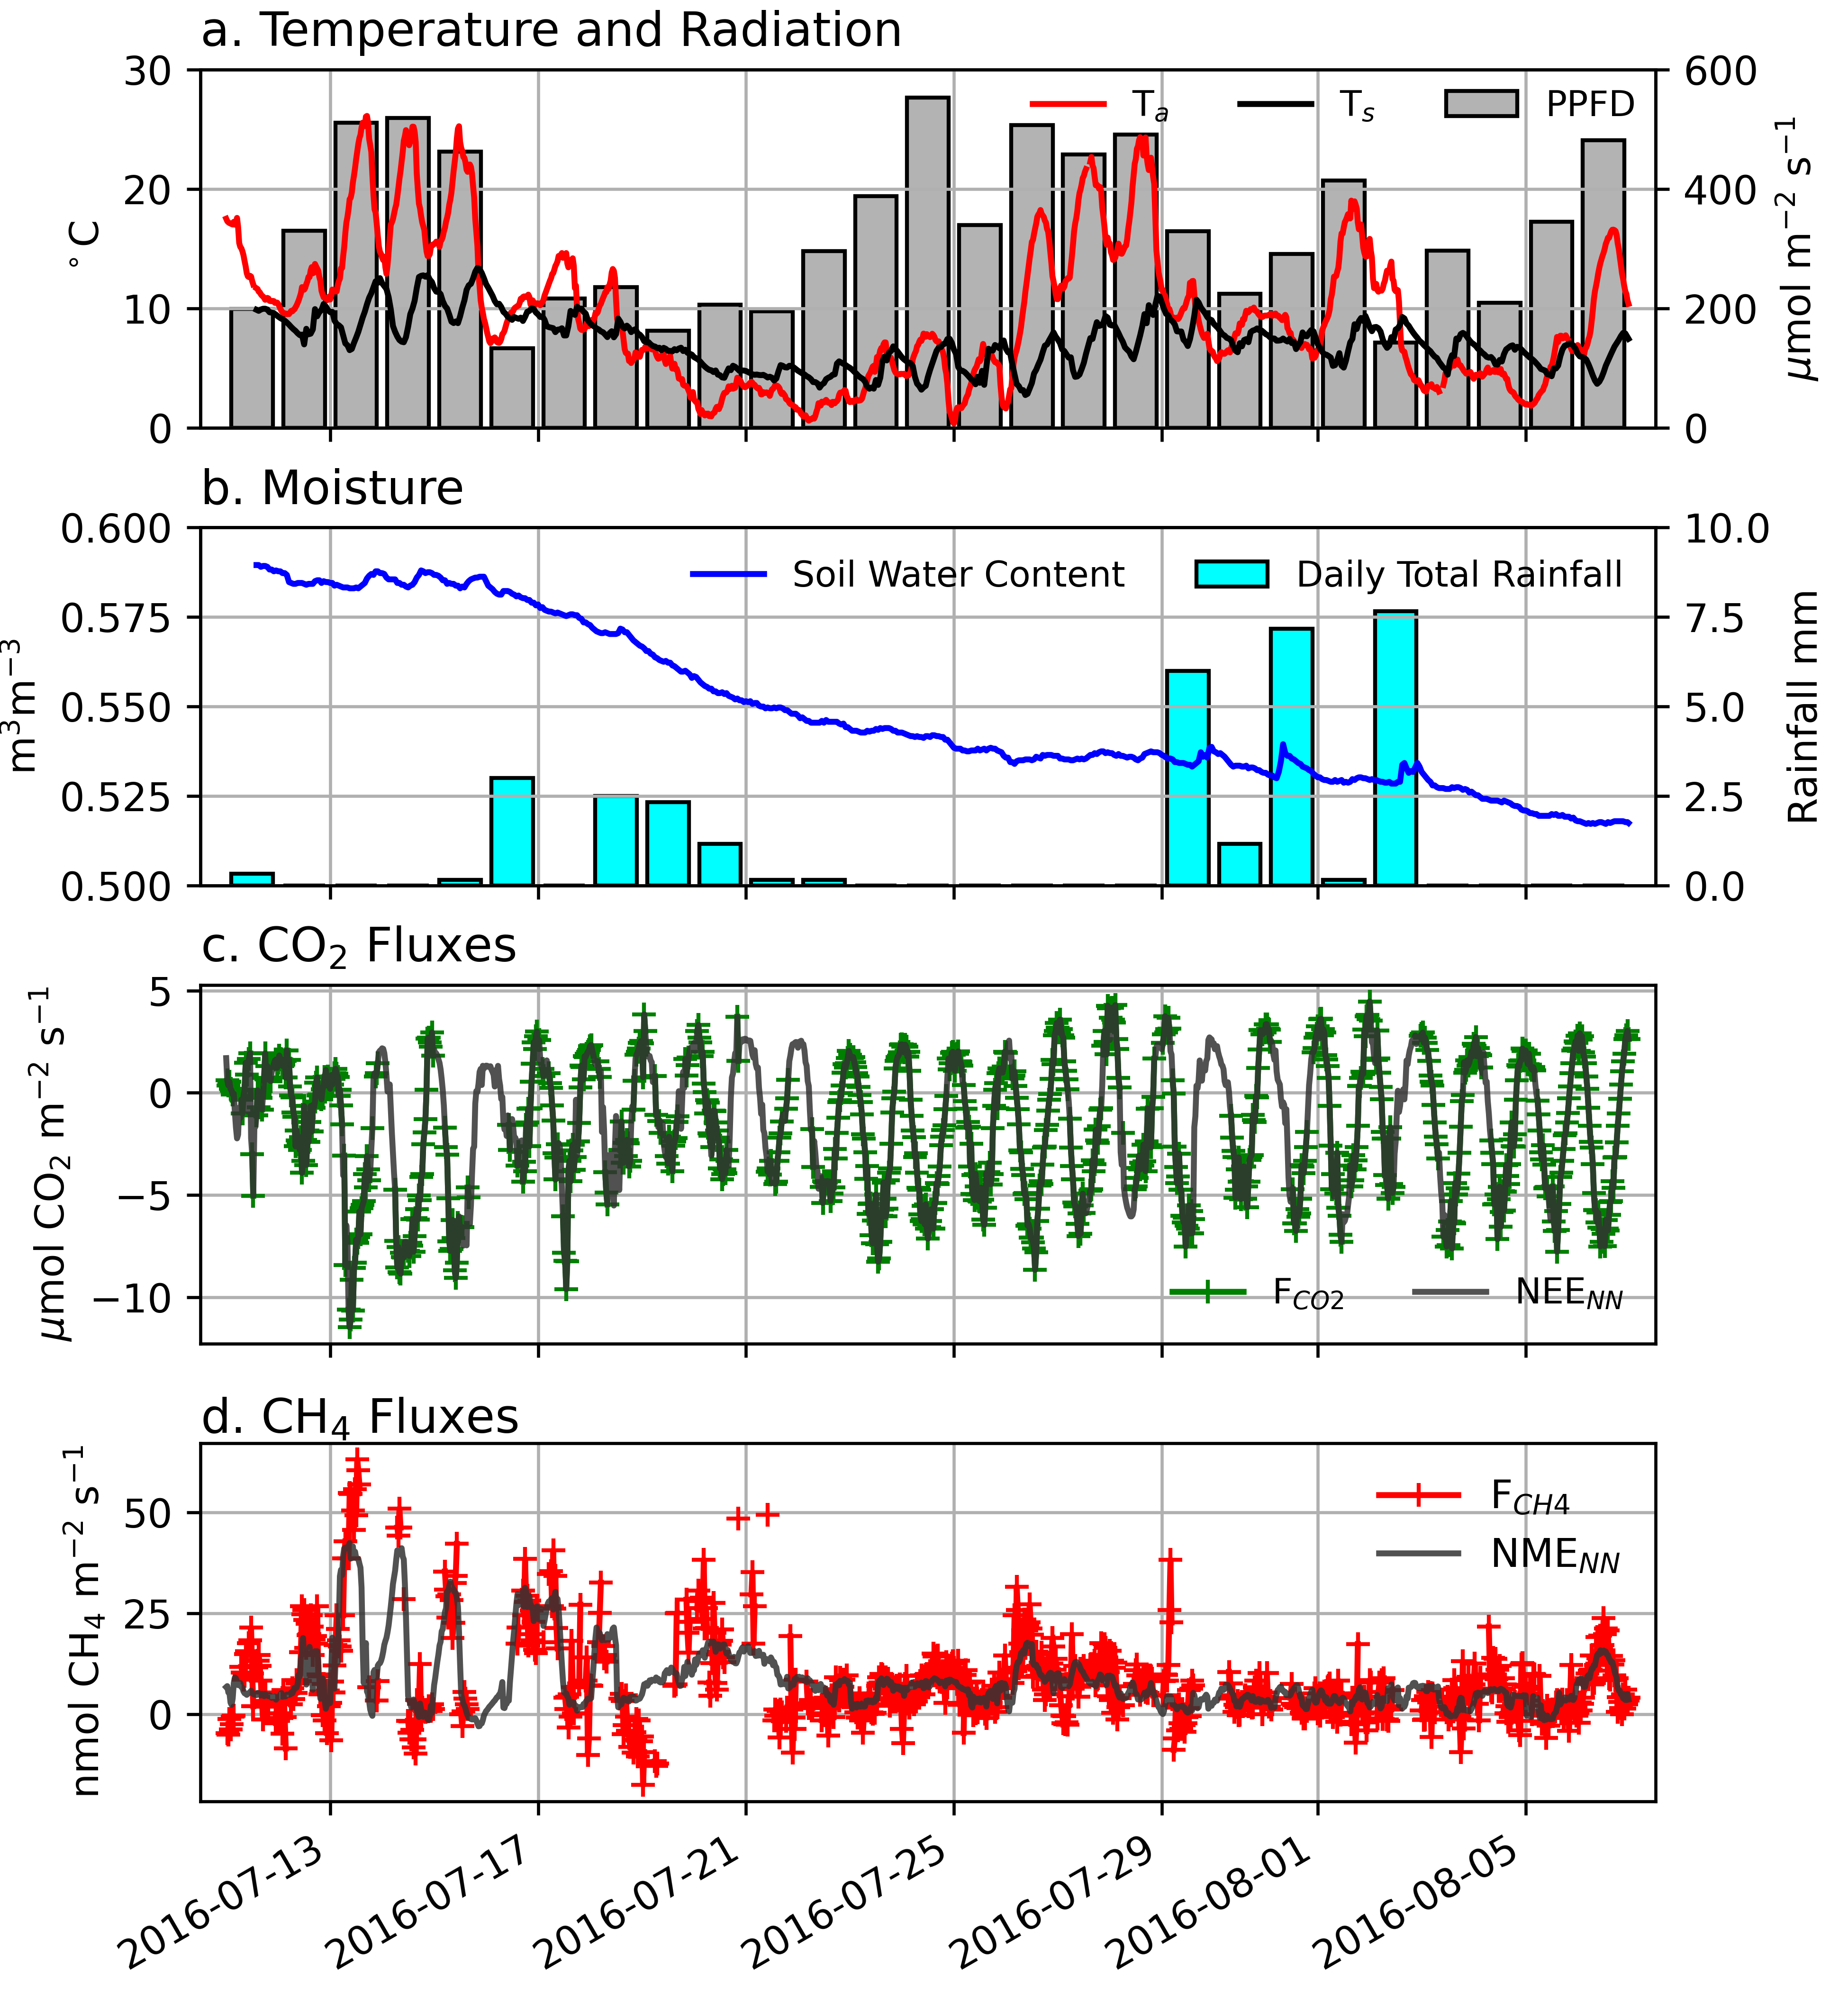 a. Temperature and Radiation
30
20
10
0
°C
Tₐ
Tₛ
PPFD
600
400
200
0
μmol m⁻² s⁻¹
b. Moisture
0.600
0.575
0.550
0.525
0.500
m³m⁻³
Soil Water Content
Daily Total Rainfall
10.0
7.5
5.0
2.5
0.0
Rainfall mm
c. CO₂ Fluxes
5
0
−5
−10
μmol CO₂ m⁻² s⁻¹
F_CO2
NEE_NN
d. CH₄ Fluxes
50
25
0
nmol CH₄ m⁻² s⁻¹
F_CH4
NME_NN
2016-07-13
2016-07-17
2016-07-21
2016-07-25
2016-07-29
2016-08-01
2016-08-05